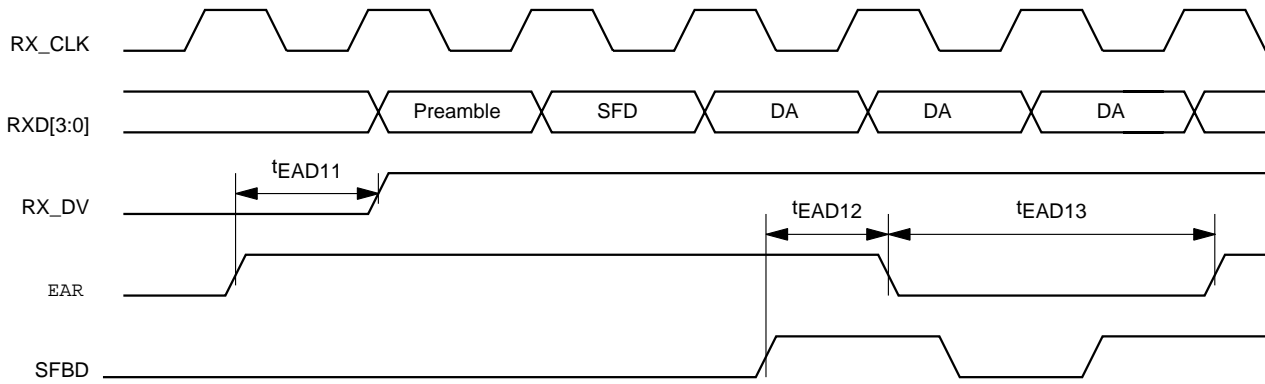 RX_CLK
RXD[3:0]
Preamble
SFD
DA
DA
DA
tEAD11
RX_DV
tEAD12
tEAD13
EAR
SFBD